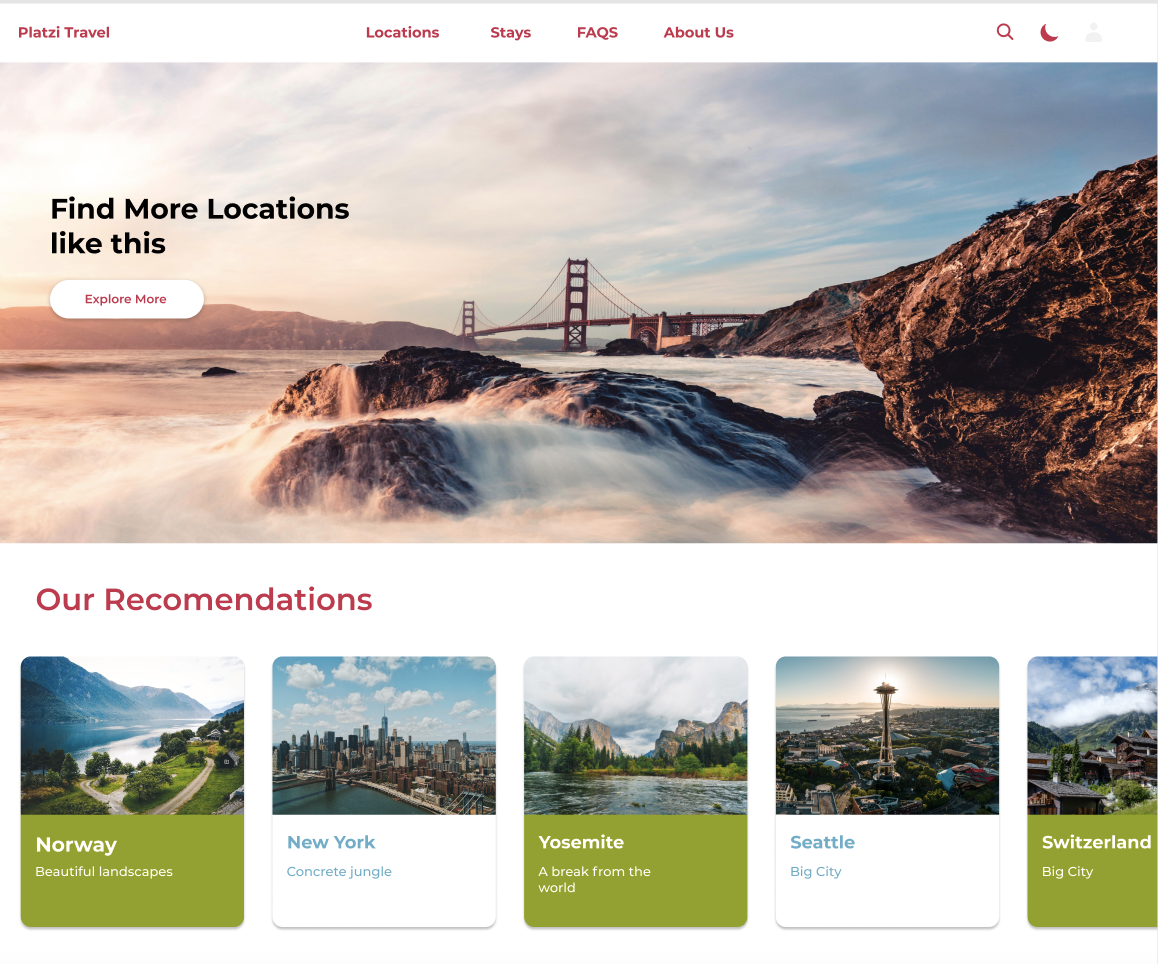 Platzi Travel
Locations
Stays
FAQS
About Us
Find More Locations
like this
Explore More
Our Recomendations
Norway
Beautiful landscapes
New York
Concrete jungle
Yosemite
A break from the
world
Seattle
Big City
Switzerland
Big City